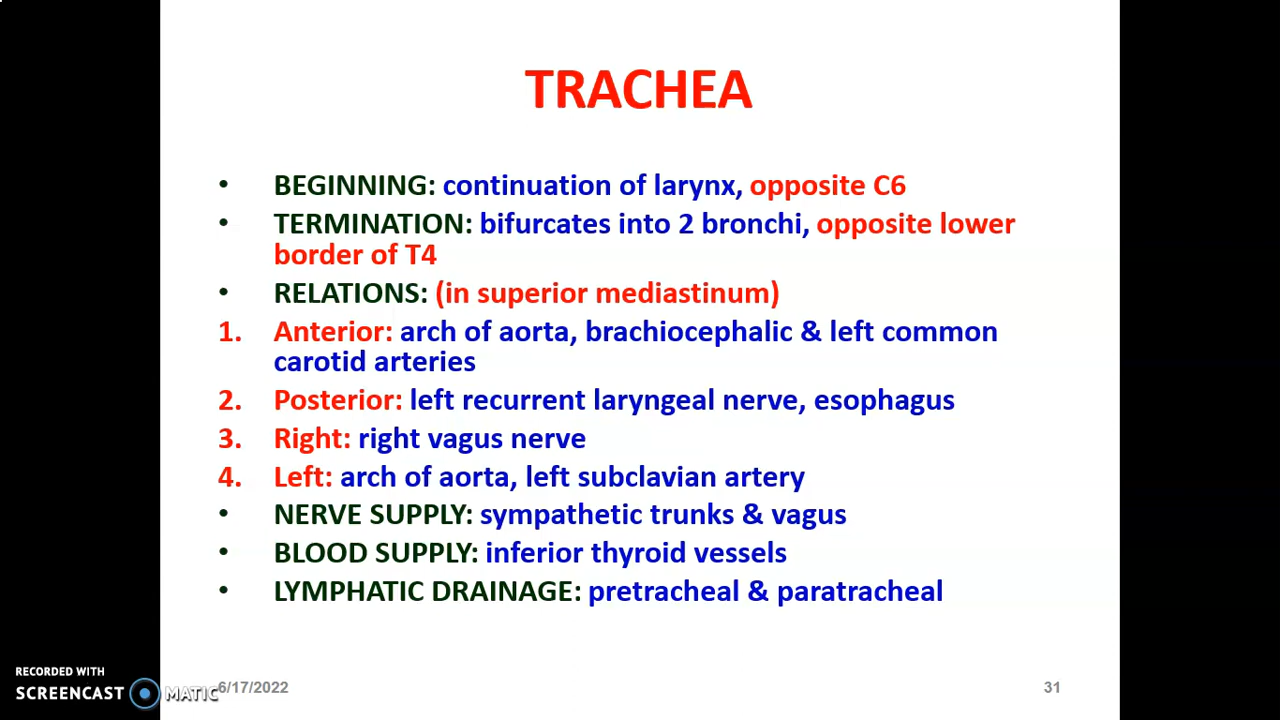 TRACHEA
• BEGINNING: continuation of larynx, opposite C6
• TERMINATION: bifurcates into 2 bronchi, opposite lower
border of T4
• RELATIONS: (in superior mediastinum)
1. Anterior: arch of aorta, brachiocephalic & left common
carotid arteries
2. Posterior: left recurrent laryngeal nerve, esophagus
3. Right: right vagus nerve
4. Left: arch of aorta, left subclavian artery
• NERVE SUPPLY: sympathetic trunks & vagus
• BLOOD SUPPLY: inferior thyroid vessels
• LYMPHATIC DRAINAGE: pretracheal & paratracheal
RECORDED WITH
SCREENCAST MATIC
6/17/2022
31